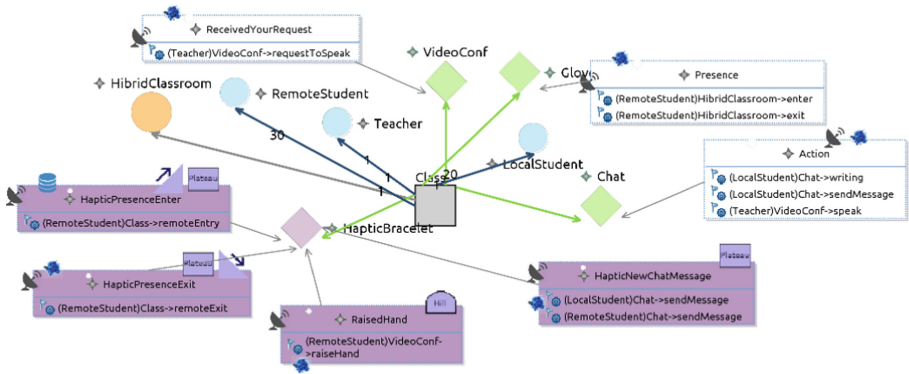 ReceivedYourRequest
(Teacher)VideoConf->requestToSpeak
VideoConf
Glov
Presence
(RemoteStudent)HibridClassroom->enter
(RemoteStudent)HibridClassroom->exit
HibridClassroom
RemoteStudent
Teacher
30
1
1
1
Class
20
LocalStudent
Chat
Action
(LocalStudent)Chat->writing
(LocalStudent)Chat->sendMessage
(Teacher)VideoConf->speak
Plateau
HapticPresenceEnter
(RemoteStudent)Class->remoteEntry
HapticBracelet
Plateau
HapticPresenceExit
(RemoteStudent)Class->remoteExit
Hill
RaisedHand
(RemoteStudent)VideoConf-
>raiseHand
Plateau
HapticNewChatMessage
(LocalStudent)Chat->sendMessage
(RemoteStudent)Chat->sendMessage